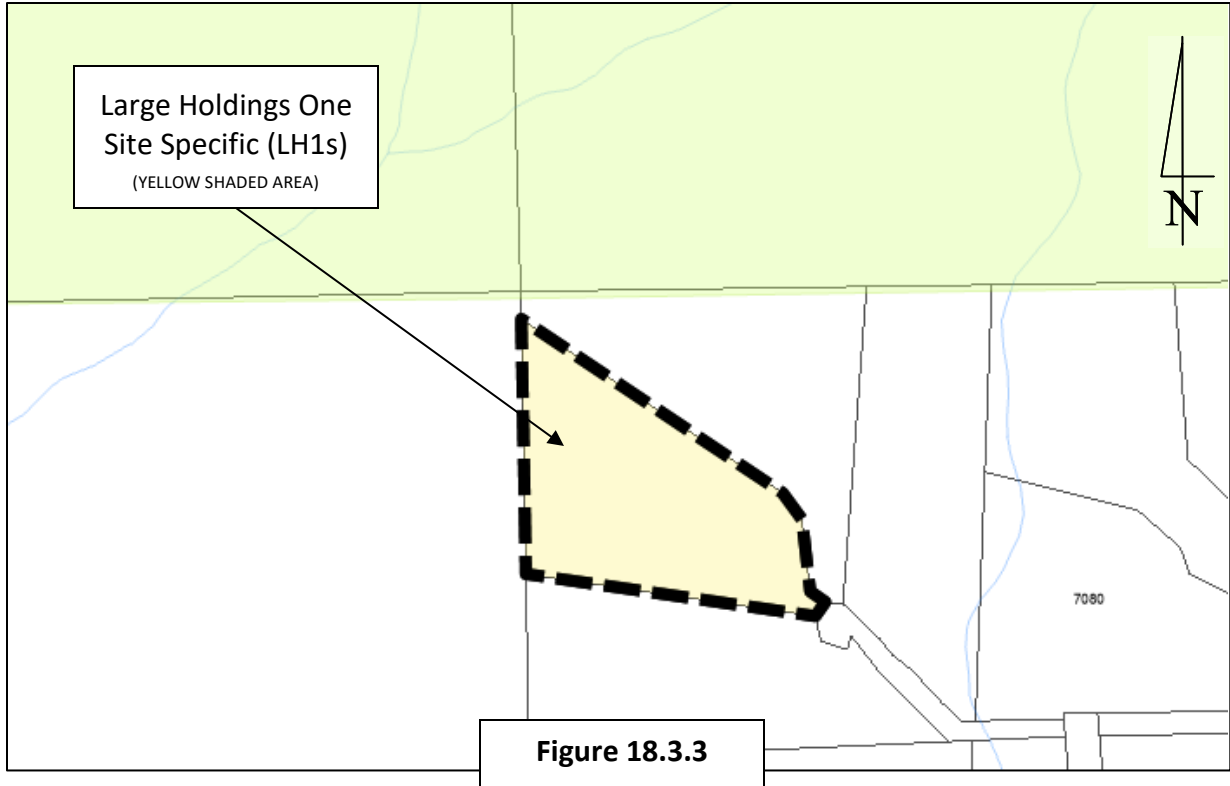 Large Holdings One
Site Specific (LH1s)
(YELLOW SHADED AREA)
N
7080
Figure 18.3.3